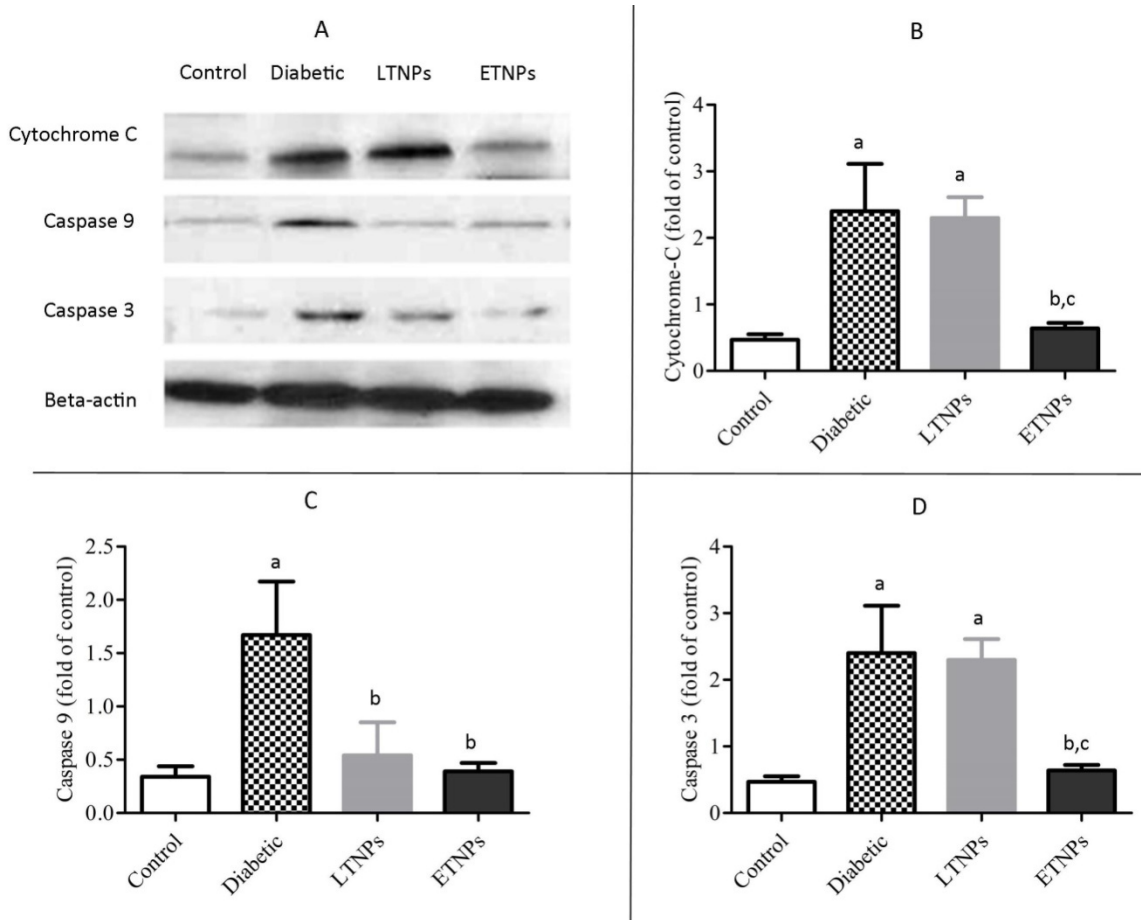 A
Control Diabetic LTNPs ETNPs
Cytochrome C
Caspase 9
Caspase 3
Beta-actin
B
Cytochrome-C (fold of control)
4
3
2
1
0
a
a
b,c
Control
Diabetic
LTNPs
ETNPs
C
Caspase 9 (fold of control)
2.5
2.0
1.5
1.0
0.5
0.0
a
b
b
Control
Diabetic
LTNPs
ETNPs
D
Caspase 3 (fold of control)
4
3
2
1
0
a
a
b,c
Control
Diabetic
LTNPs
ETNPs